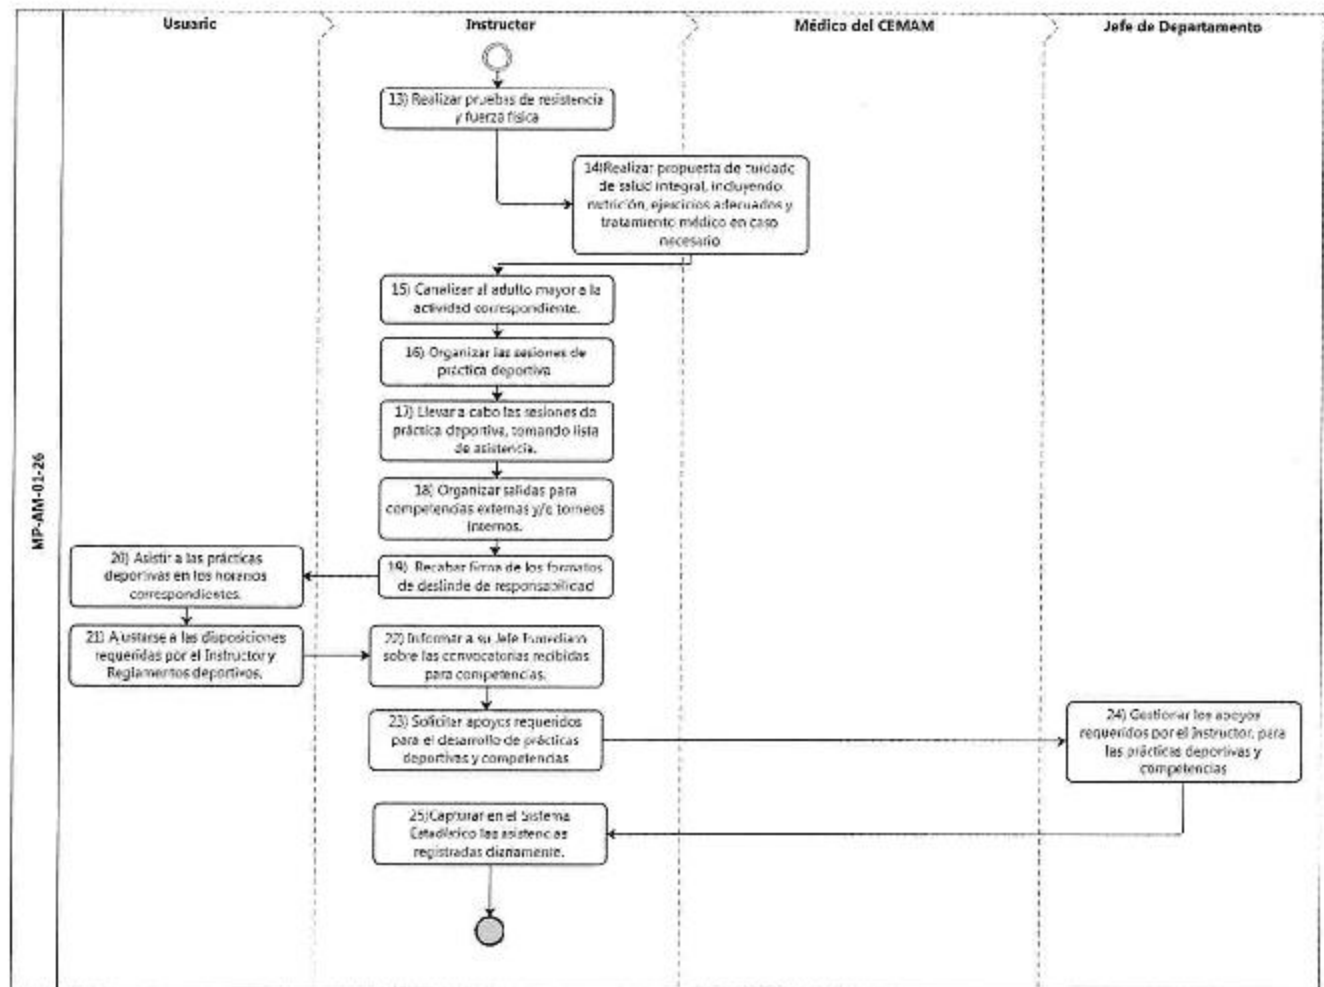 Usuario
Instructor
Médico del CEMAM
Jefe de Departamento
MP-AM-01-26
13) Realizar pruebas de resistencia
y fuerza física
14)Realizar propuesta de cuidado
de salud integral, incluyendo
nutrición, ejercicios adecuados y
tratamiento médico en caso
necesario
15) Canalizar al adulto mayor a la
actividad correspondiente.
16) Organizar las sesiones de
práctica deportiva
17) Llevar a cabo las sesiones de
práctica deportiva, tomando lista
de asistencia.
18) Organizar salidas para
competencias externas y/o torneos
internos.
19) Recabar firma de los formatos
de deslinde de responsabilidad
20) Asistir a las prácticas
deportivas en los horarios
correspondientes.
21) Ajustarse a las disposiciones
requeridas por el Instructor y
Reglamentos deportivos.
22) Informar a su Jefe Inmediato
sobre las convocatorias recibidas
para competencias.
23) Solicitar apoyos requeridos
para el desarrollo de prácticas
deportivas y competencias
24) Gestionar los apoyos
requeridos por el Instructor, para
las prácticas deportivas y
competencias
25)Capturar en el Sistema
Estadístico las asistencias
registradas diariamente.